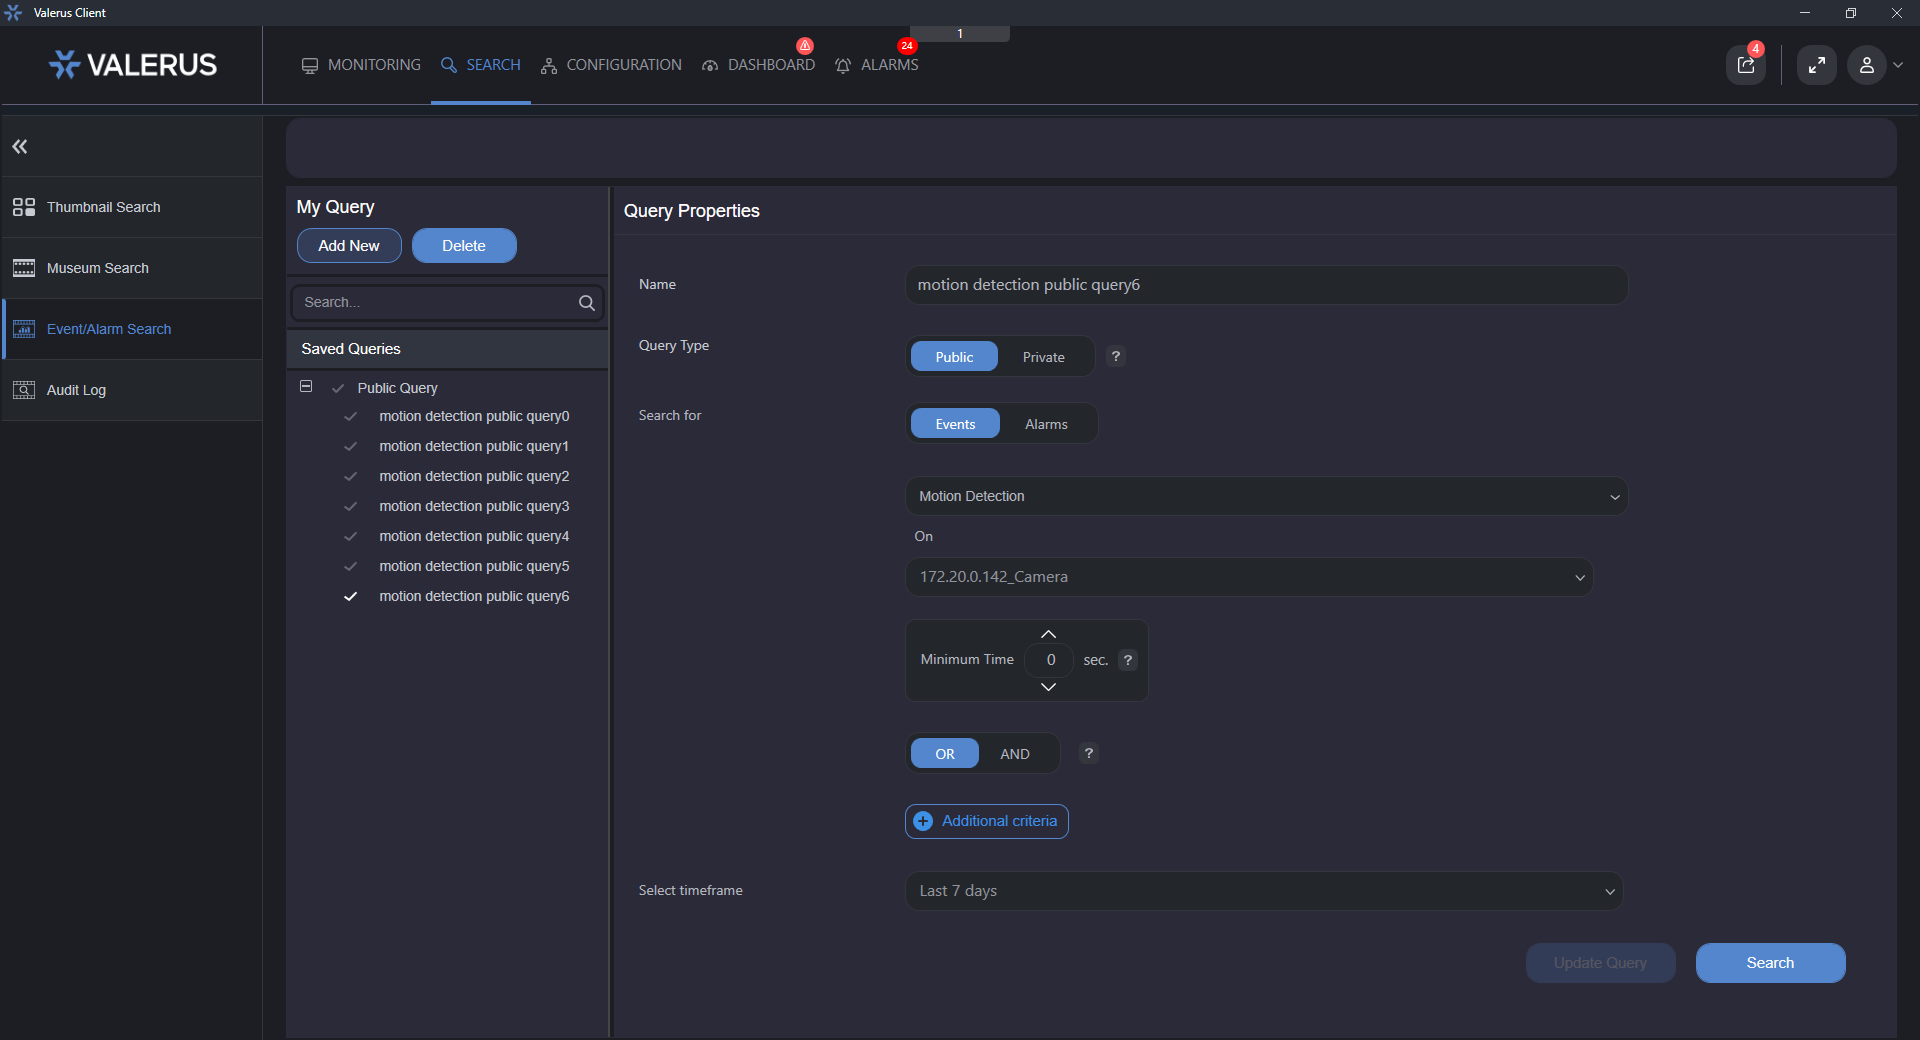 Valerus Client
1
VALERUS
MONITORING
SEARCH
CONFIGURATION
DASHBOARD
24
ALARMS
4
Thumbnail Search
Museum Search
Event/Alarm Search
Audit Log
My Query
Add New
Delete
Search...
Saved Queries
Public Query
motion detection public query0
motion detection public query1
motion detection public query2
motion detection public query3
motion detection public query4
motion detection public query5
motion detection public query6
Query Properties
Name
motion detection public query6
Query Type
Public Private ?
Search for
Events Alarms
Motion Detection
On
172.20.0.142_Camera
Minimum Time 0 sec. ?
OR AND ?
Additional criteria
Select timeframe
Last 7 days
Update Query
Search